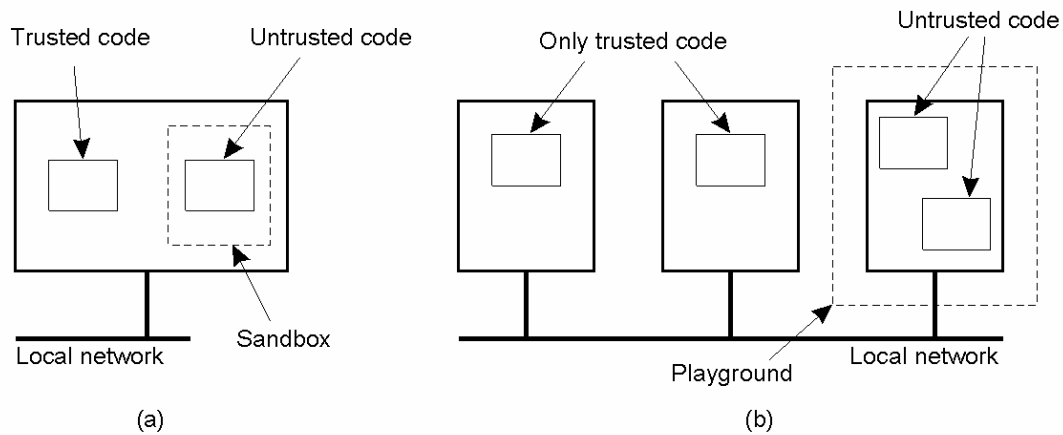 Trusted code
Untrusted code
Sandbox
Local network
(a)
Only trusted code
Untrusted code
Playground
Local network
(b)